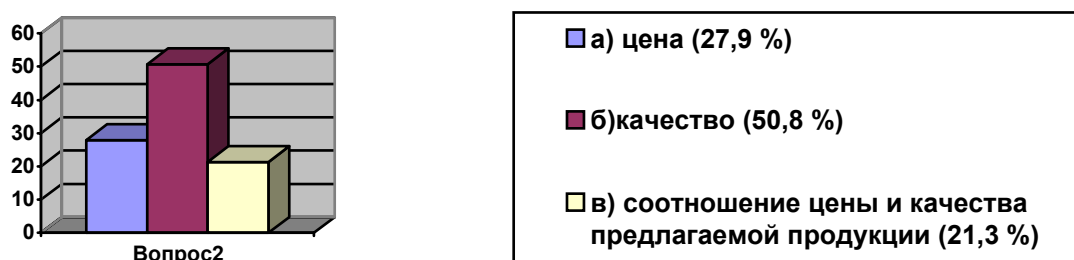 60
50
40
30
20
10
0
Вопрос2
а) цена (27,9 %)
б)качество (50,8 %)
в) соотношение цены и качества
предлагаемой продукции (21,3 %)